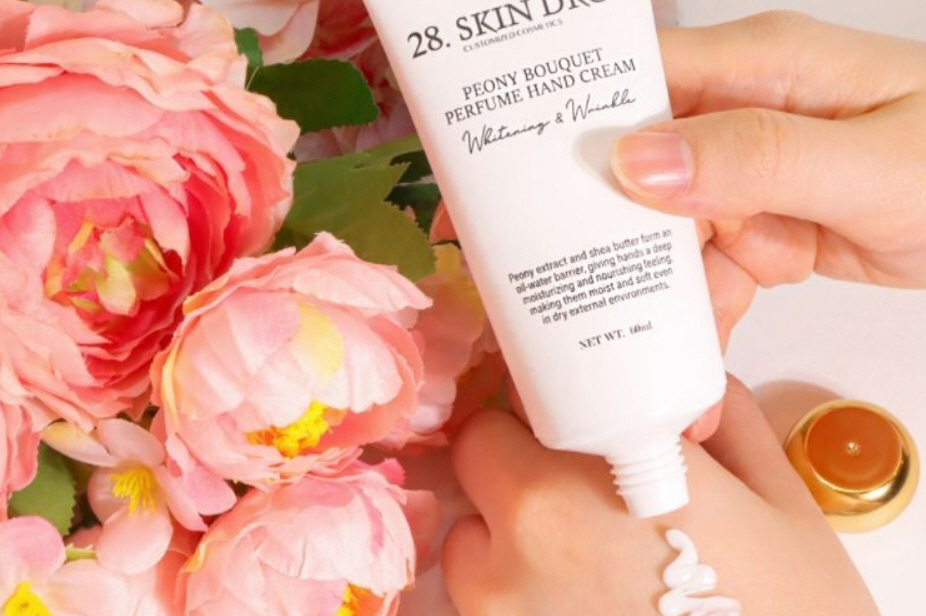 28. SKIN DRO
CUSTOMIZED COSMETICS
PEONY BOUQUET
PERFUME HAND CREAM
Whitening & Wrinkle
Peony extract and shea butter form an
oil-water barrier, giving hands a deep
moisturizing and nourishing feeling,
making them moist and soft even
in dry external environments.
NET WT. 60ml